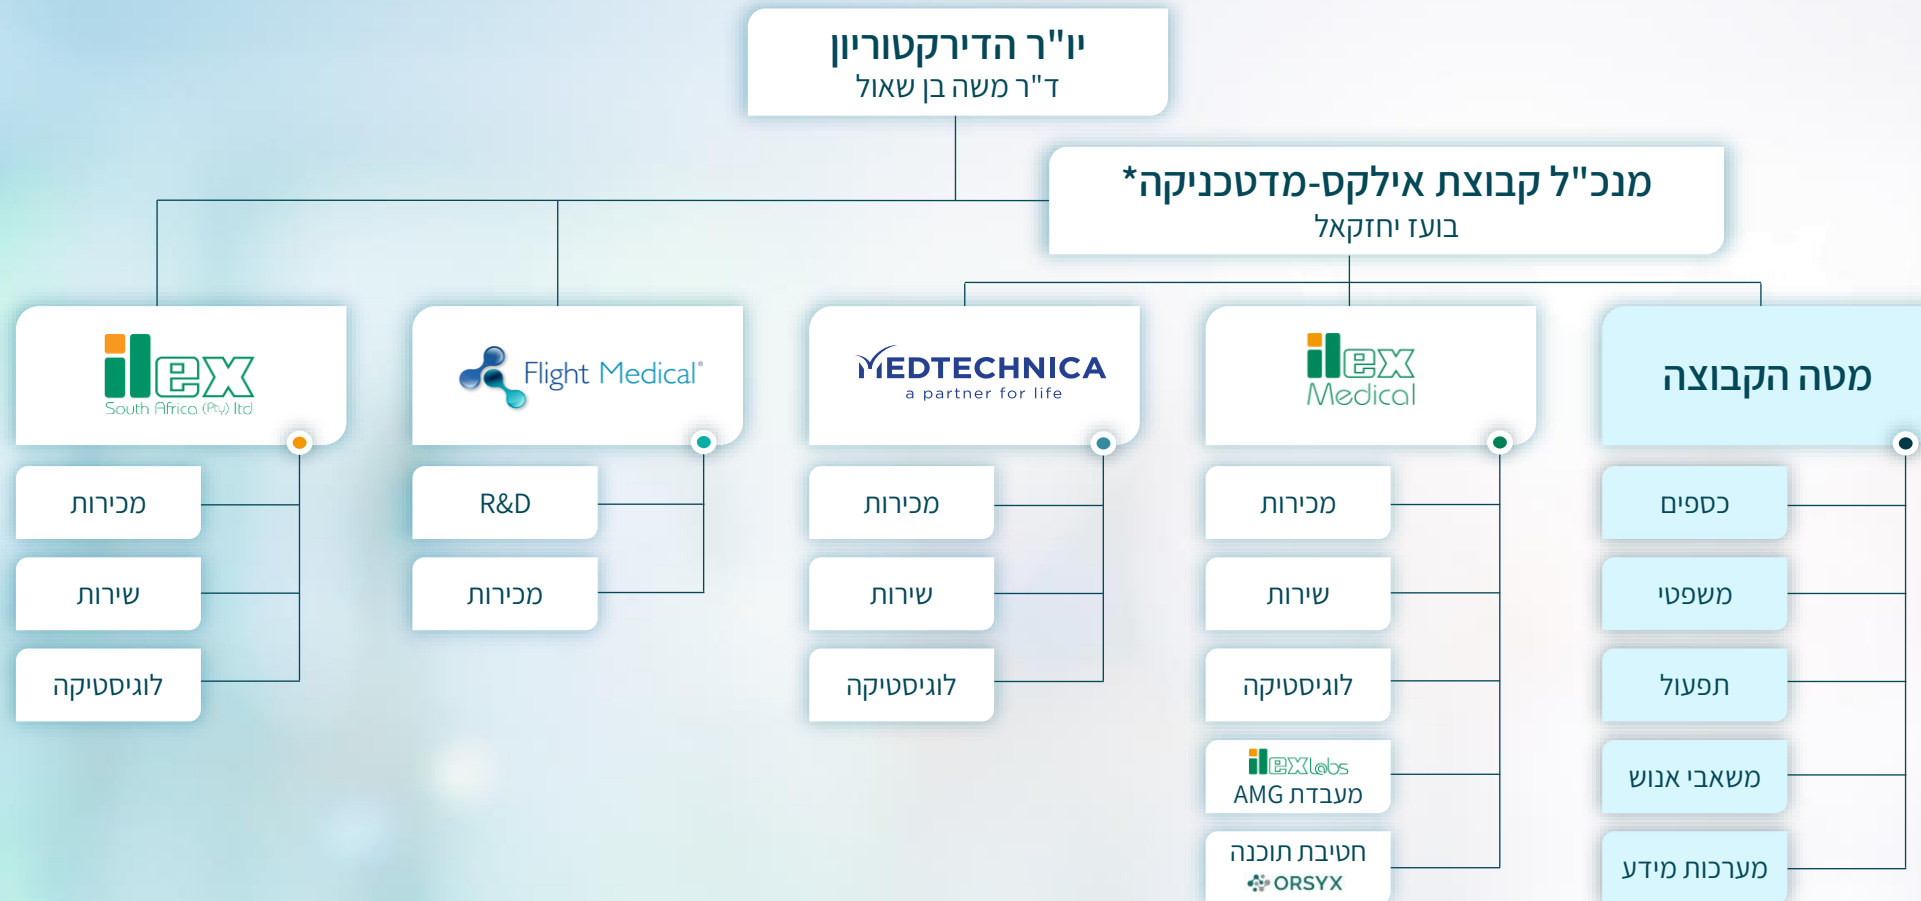 יו"ר הדירקטוריון
ד"ר משה בן שאול
מנכ"ל קבוצת אילקס-מדטכניקה*
בועז יחזקאל
מטה הקבוצה
כספים
משפטי
תפעול
משאבי אנוש
מערכות מידע
ilex
Medical
מכירות
שירות
לוגיסטיקה
ilex labs
מעבדת AMG
חטיבת תוכנה
ORSYX
MEDTECHNICA
a partner for life
מכירות
שירות
לוגיסטיקה
Flight Medical®
R&D
מכירות
ilex
South Africa (Pty) ltd
מכירות
שירות
לוגיסטיקה